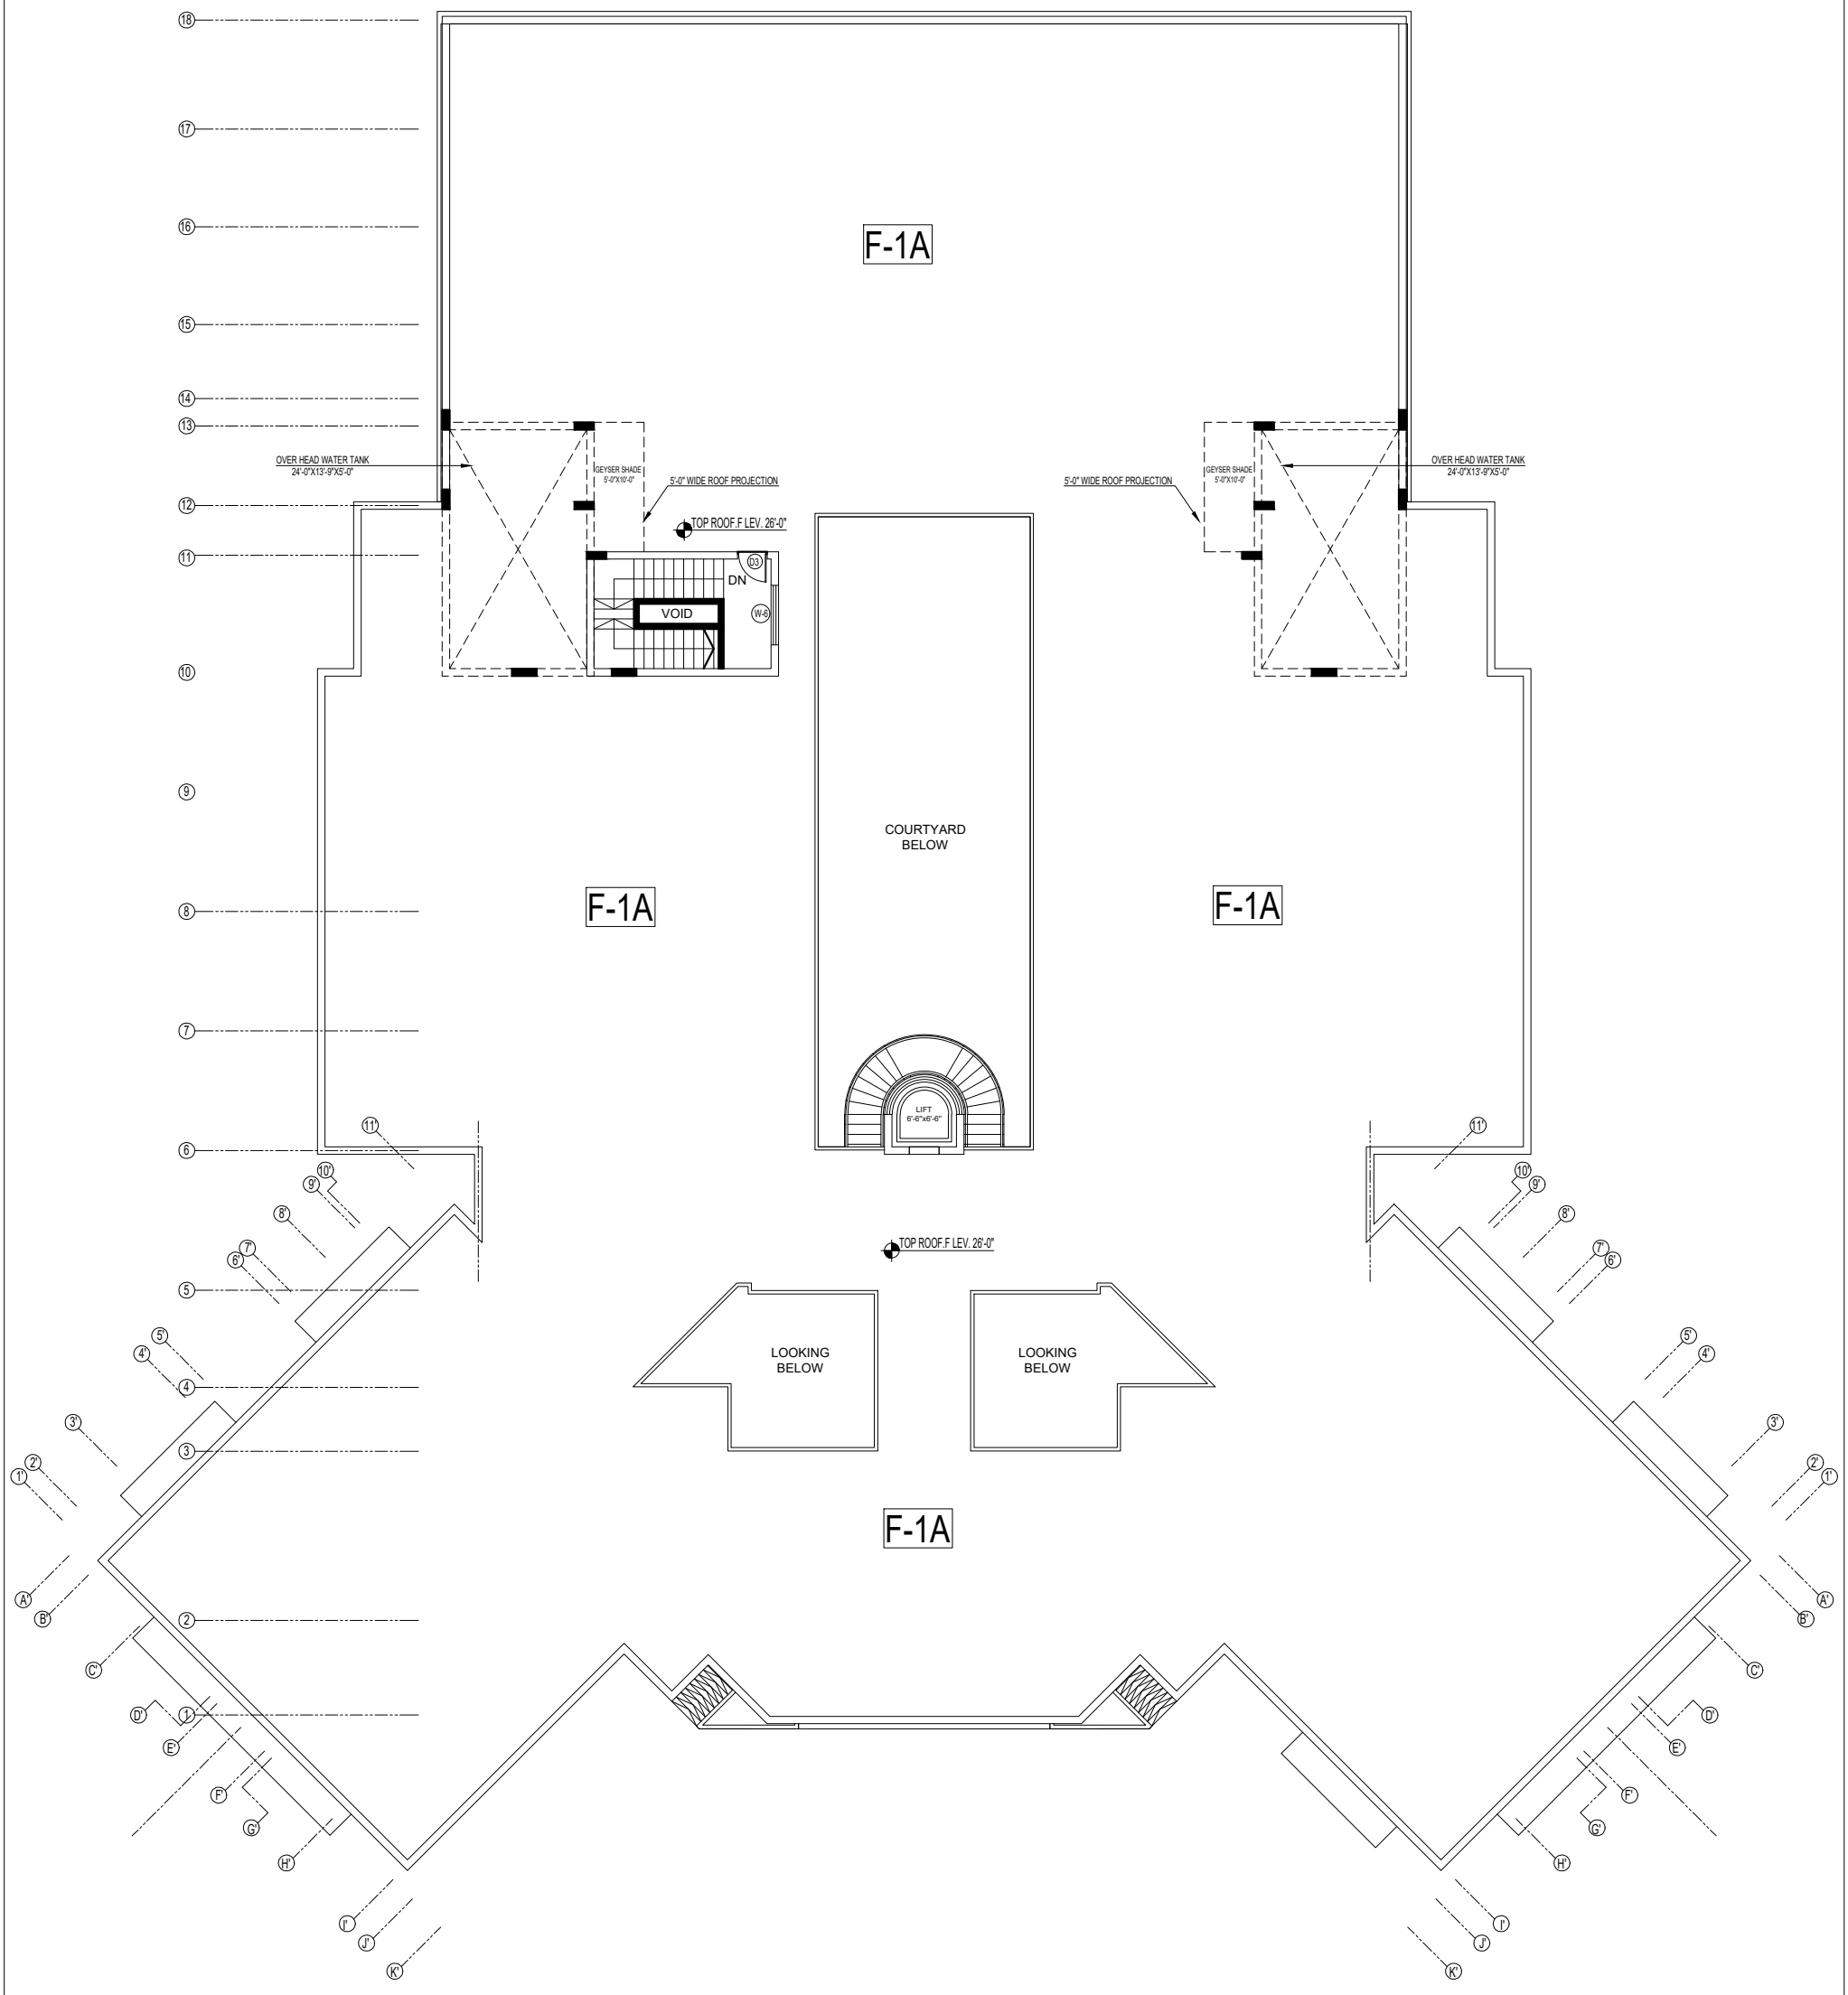 18
17
16
F-1A
15
14
13
OVER HEAD WATER TANK
24'-0"X13'-9"X5'-0"
GEYSER SHADE
5'-0"X10'-0"
5'-0" WIDE ROOF PROJECTION
5'-0" WIDE ROOF PROJECTION
GEYSER SHADE
5'-0"X10'-0"
OVER HEAD WATER TANK
24'-0"X13'-9"X5'-0"
12
TOP ROOF.F LEV. 26'-0"
11
D3
DN
VOID
W-6
10
9
COURTYARD
BELOW
8
F-1A
F-1A
7
LIFT
6'-6"x6'-6"
6
11'
11'
10'
9'
10'
9'
8'
8'
7'
6'
7'
6'
TOP ROOF.F LEV. 26'-0"
5
5'
4'
5'
4'
LOOKING
BELOW
LOOKING
BELOW
4
3'
3'
3
2'
1'
2'
1'
F-1A
A'
B'
A'
B'
2
C'
C'
D'
1
D'
E'
E'
F'
F'
G'
G'
H'
H'
I'
I'
J'
J'
K'
K'